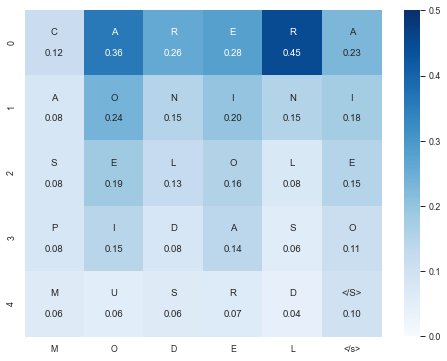 C A R E R A 0.5
0 0.12 0.36 0.26 0.28 0.45 0.23
0.4
A O N I N I
1 0.08 0.24 0.15 0.20 0.15 0.18
0.3
S E L O L E
2 0.08 0.19 0.13 0.16 0.08 0.15
0.2
P I D A S O
3 0.08 0.15 0.08 0.14 0.06 0.11
0.1
M U S R D </S>
4 0.06 0.06 0.06 0.07 0.04 0.10
0.0
M O D E L </s>